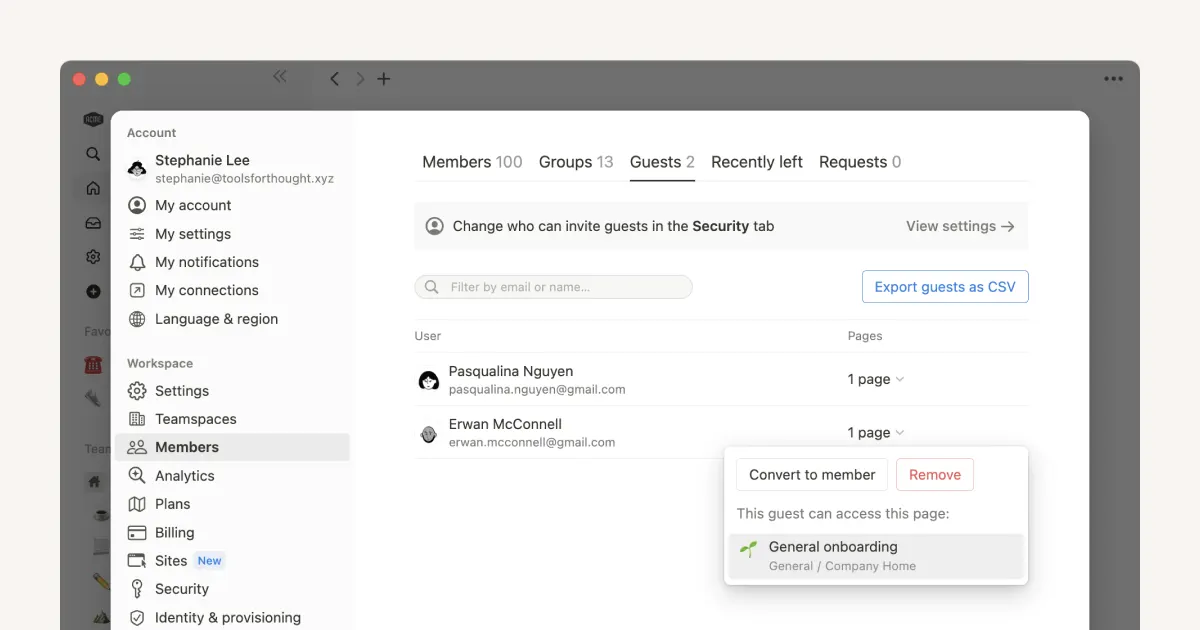 ACME
Favo
Team
Account
Stephanie Lee
stephanie@toolsforthought.xyz
My account
My settings
My notifications
My connections
Language & region
Workspace
Settings
Teamspaces
Members
Analytics
Plans
Billing
Sites New
Security
Identity & provisioning
Members 100 Groups 13 Guests 2 Recently left Requests 0
Change who can invite guests in the Security tab View settings →
Filter by email or name... Export guests as CSV
User Pages
Pasqualina Nguyen
pasqualina.nguyen@gmail.com
1 page
Erwan McConnell
erwan.mcconnell@gmail.com
1 page
Convert to member Remove
This guest can access this page:
General onboarding
General / Company Home